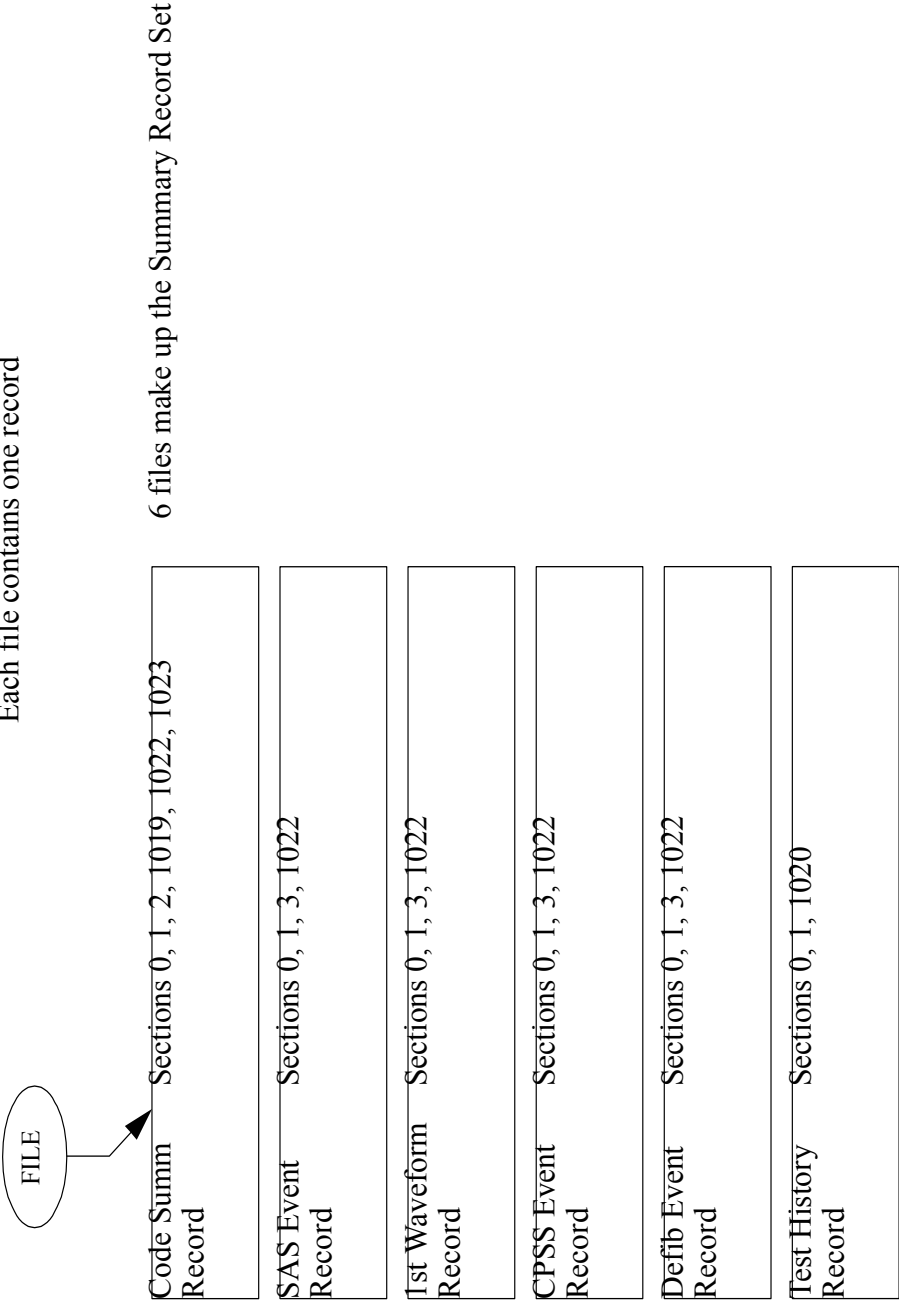 Each file contains one record
FILE
Code Summ Record Sections 0, 1, 2, 1019, 1022, 1023
6 files make up the Summary Record Set
SAS Event Record Sections 0, 1, 3, 1022
1st Waveform Record Sections 0, 1, 3, 1022
CPSS Event Record Sections 0, 1, 3, 1022
Defib Event Record Sections 0, 1, 3, 1022
Test History Record Sections 0, 1, 1020